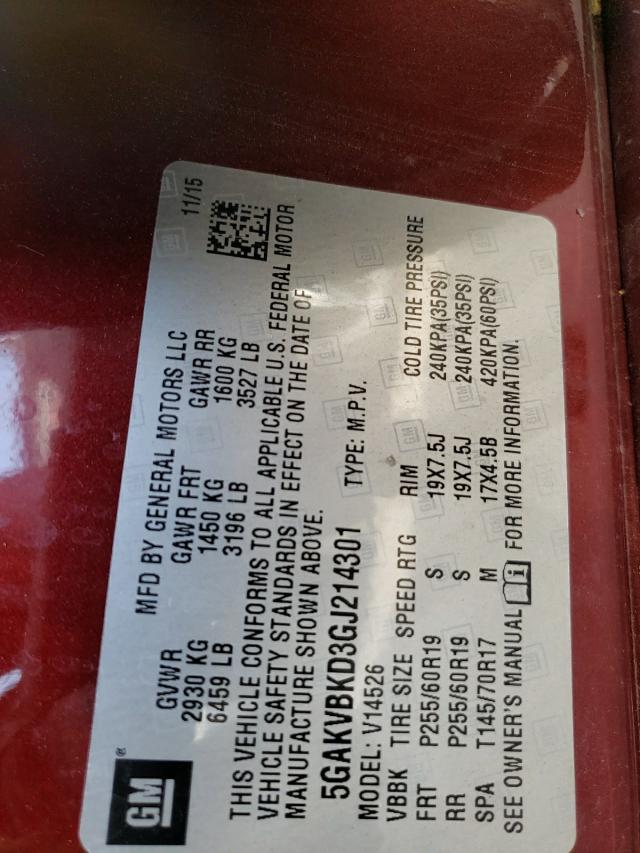 GM®
MFD BY GENERAL MOTORS LLC 11/15
GVWR GAWR FRT GAWR RR
2930 KG 1450 KG 1600 KG
6459 LB 3196 LB 3527 LB
THIS VEHICLE CONFORMS TO ALL APPLICABLE U.S. FEDERAL MOTOR
VEHICLE SAFETY STANDARDS IN EFFECT ON THE DATE OF
MANUFACTURE SHOWN ABOVE.
5GAKVBKD3GJ214301 TYPE: M.P.V.
MODEL: V14526
VBBK TIRE SIZE SPEED RTG RIM COLD TIRE PRESSURE
FRT P255/60R19 S 19X7.5J 240KPA(35PSI)
RR P255/60R19 S 19X7.5J 240KPA(35PSI)
SPA T145/70R17 M 17X4.5B 420KPA(60PSI)
SEE OWNER'S MANUAL FOR MORE INFORMATION.